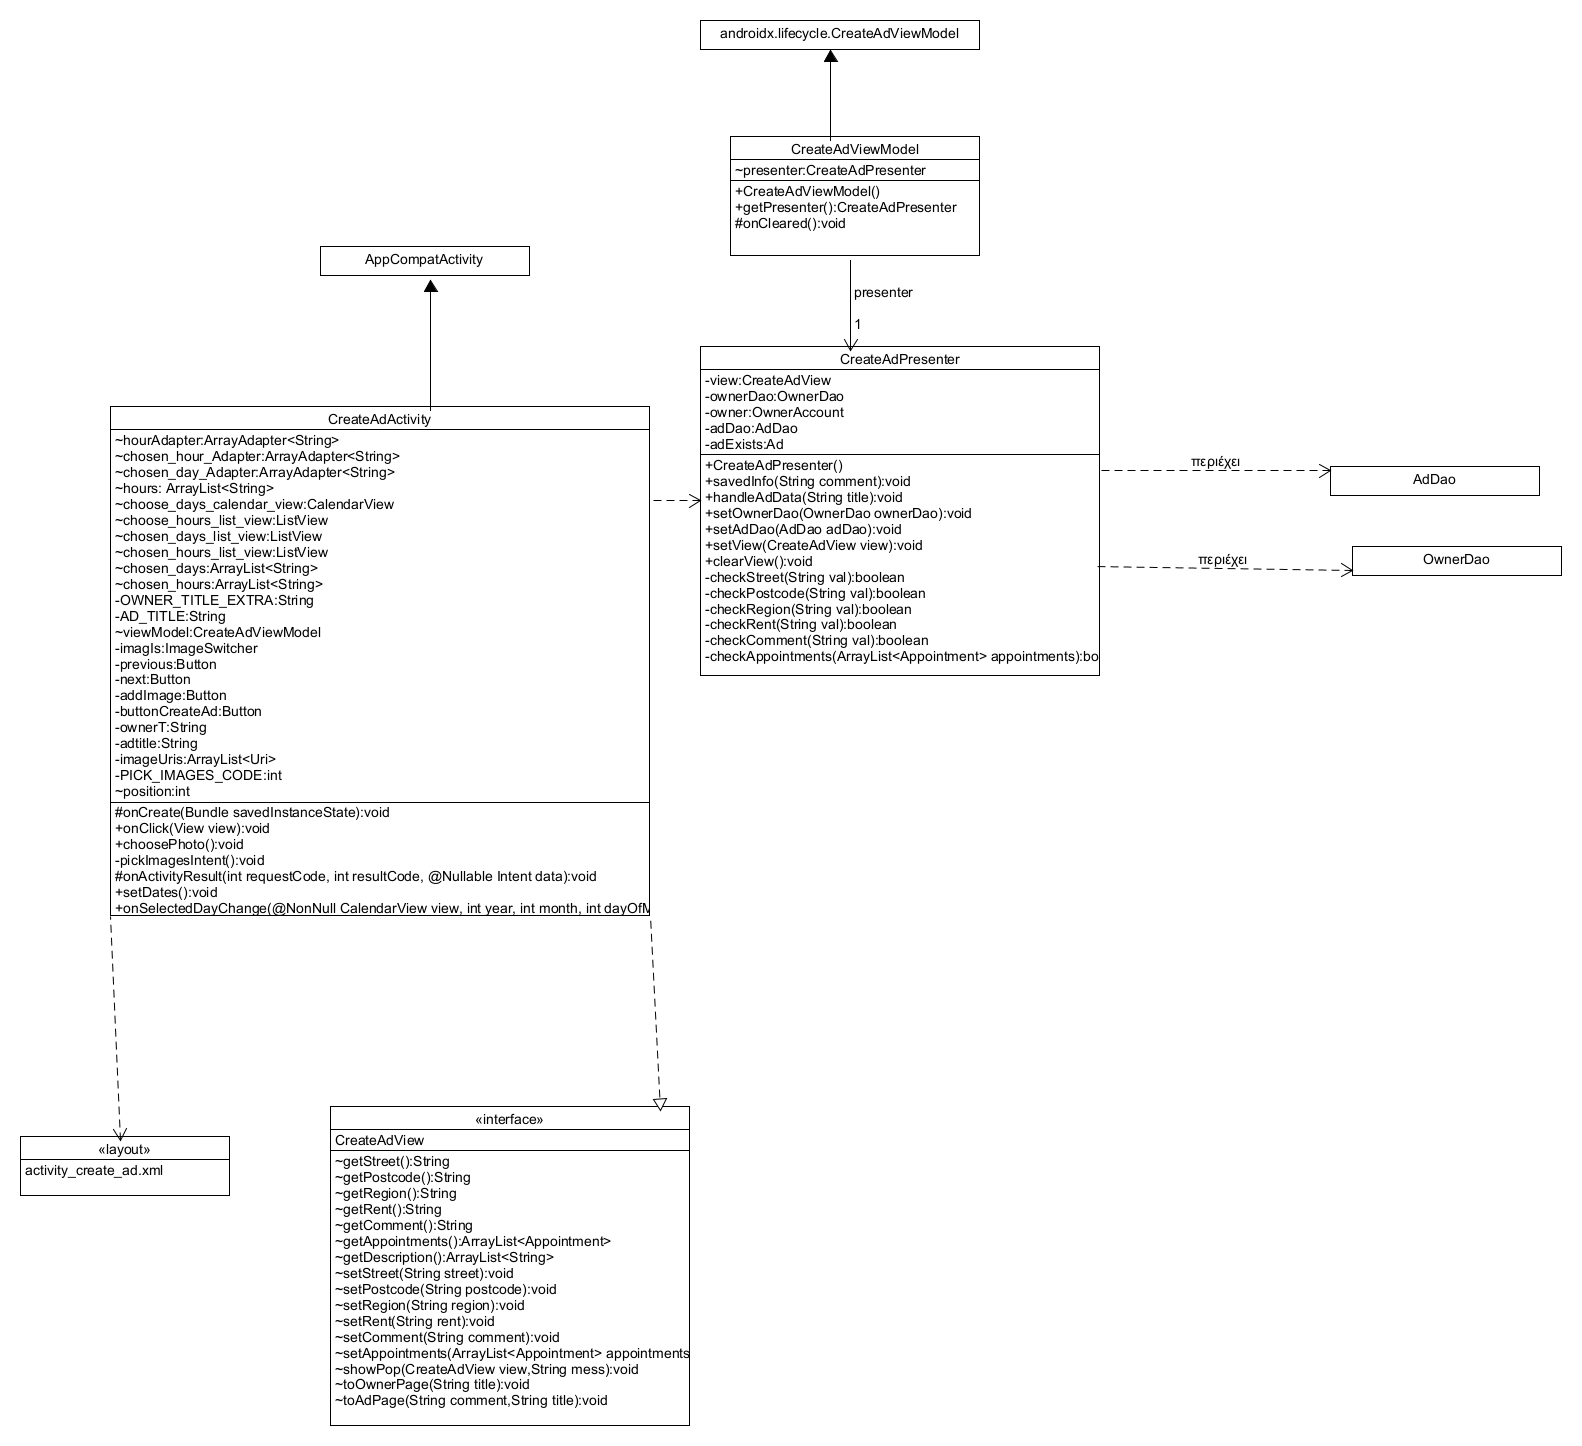 androidx.lifecycle.CreateAdViewModel
CreateAdViewModel
~presenter:CreateAdPresenter
+CreateAdViewModel()
+getPresenter():CreateAdPresenter
#onCleared():void
AppCompatActivity
presenter
1
CreateAdPresenter
-view:CreateAdView
-ownerDao:OwnerDao
-owner:OwnerAccount
-adDao:AdDao
-adExists:Ad
+CreateAdPresenter()
+savedInfo(String comment):void
+handleAdData(String title):void
+setOwnerDao(OwnerDao ownerDao):void
+setAdDao(AdDao adDao):void
+setView(CreateAdView view):void
+clearView():void
-checkStreet(String val):boolean
-checkPostcode(String val):boolean
-checkRegion(String val):boolean
-checkRent(String val):boolean
-checkComment(String val):boolean
-checkAppointments(ArrayList<Appointment> appointments):bo
περιέχει
AdDao
περιέχει
OwnerDao
CreateAdActivity
~hourAdapter:ArrayAdapter<String>
~chosen_hour_Adapter:ArrayAdapter<String>
~chosen_day_Adapter:ArrayAdapter<String>
~hours: ArrayList<String>
~choose_days_calendar_view:CalendarView
~choose_hours_list_view:ListView
~chosen_days_list_view:ListView
~chosen_hours_list_view:ListView
~chosen_days:ArrayList<String>
~chosen_hours:ArrayList<String>
-OWNER_TITLE_EXTRA:String
-AD_TITLE:String
~viewModel:CreateAdViewModel
-imagIs:ImageSwitcher
-previous:Button
-next:Button
-addImage:Button
-buttonCreateAd:Button
-ownerT:String
-adtitle:String
-imageUris:ArrayList<Uri>
-PICK_IMAGES_CODE:int
~position:int
#onCreate(Bundle savedInstanceState):void
+onClick(View view):void
+choosePhoto():void
-pickImagesIntent():void
#onActivityResult(int requestCode, int resultCode, @Nullable Intent data):void
+setDates():void
+onSelectedDayChange(@NonNull CalendarView view, int year, int month, int dayOfM
«layout»
activity_create_ad.xml
«interface»
CreateAdView
~getStreet():String
~getPostcode():String
~getRegion():String
~getRent():String
~getComment():String
~getAppointments():ArrayList<Appointment>
~getDescription():ArrayList<String>
~setStreet(String street):void
~setPostcode(String postcode):void
~setRegion(String region):void
~setRent(String rent):void
~setComment(String comment):void
~setAppointments(ArrayList<Appointment> appointments
~showPop(CreateAdView view,String mess):void
~toOwnerPage(String title):void
~toAdPage(String comment,String title):void